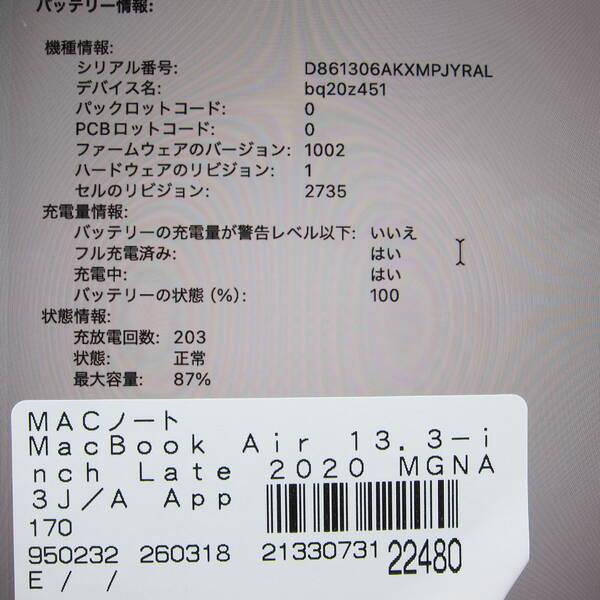 バッテリー情報:
機種情報:
シリアル番号: D861306AKXMPJYRAL
デバイス名: bq20z451
パックロットコード: 0
PCBロットコード: 0
ファームウェアのバージョン: 1002
ハードウェアのリビジョン: 1
セルのリビジョン: 2735
充電量情報:
バッテリーの充電量が警告レベル以下: いいえ
フル充電済み: はい
充電中: はい
バッテリーの状態（%）: 100
状態情報:
充放電回数: 203
状態: 正常
最大容量: 87%
MACノート
MacBook Air 13.3-i
nch Late 2020 MGNA
3J/A App
170
950232 260318 21330731 22480
E / /